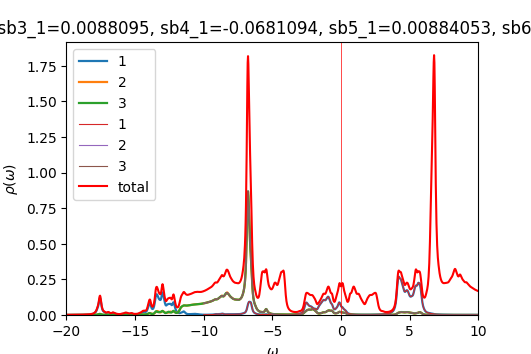 sb3_1=0.0088095, sb4_1=-0.0681094, sb5_1=0.00884053, sb6
1
2
3
1
2
3
total
ρ(ω)
1.75
1.50
1.25
1.00
0.75
0.50
0.25
0.00
−20 −15 −10 −5 0 5 10
ω